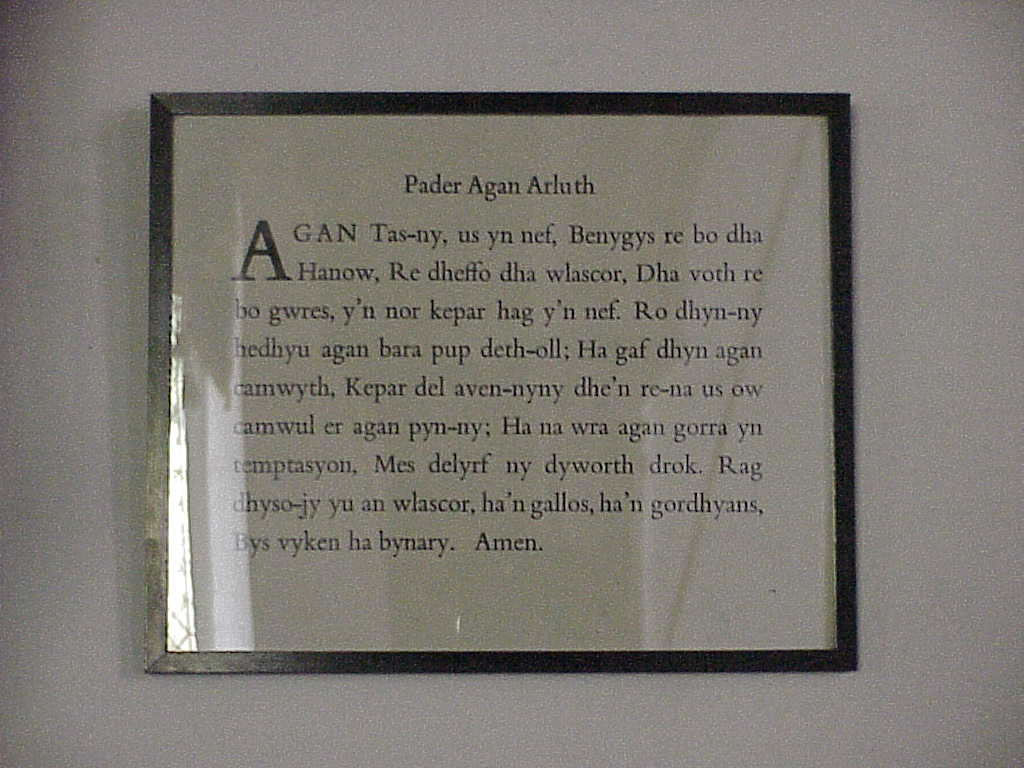 Pader Agan Arluth
AGAN Tas-ny, us yn nef, Benygys re bo dha
Hanow, Re dheffo dha wlascor, Dha voth re
bo gwres, y'n nor kepar hag y'n nef. Ro dhyn-ny
hedhyu agan bara pup deth-oll; Ha gaf dhyn agan
camwyth, Kepar del aven-nyny dhe'n re-na us ow
camwul er agan pyn-ny; Ha na wra agan gorra yn
temptasyon, Mes delyrf ny dyworth drok. Rag
dhyso-jy yu an wlascor, ha'n gallos, ha'n gordhyans,
Bys vyken ha bynary. Amen.